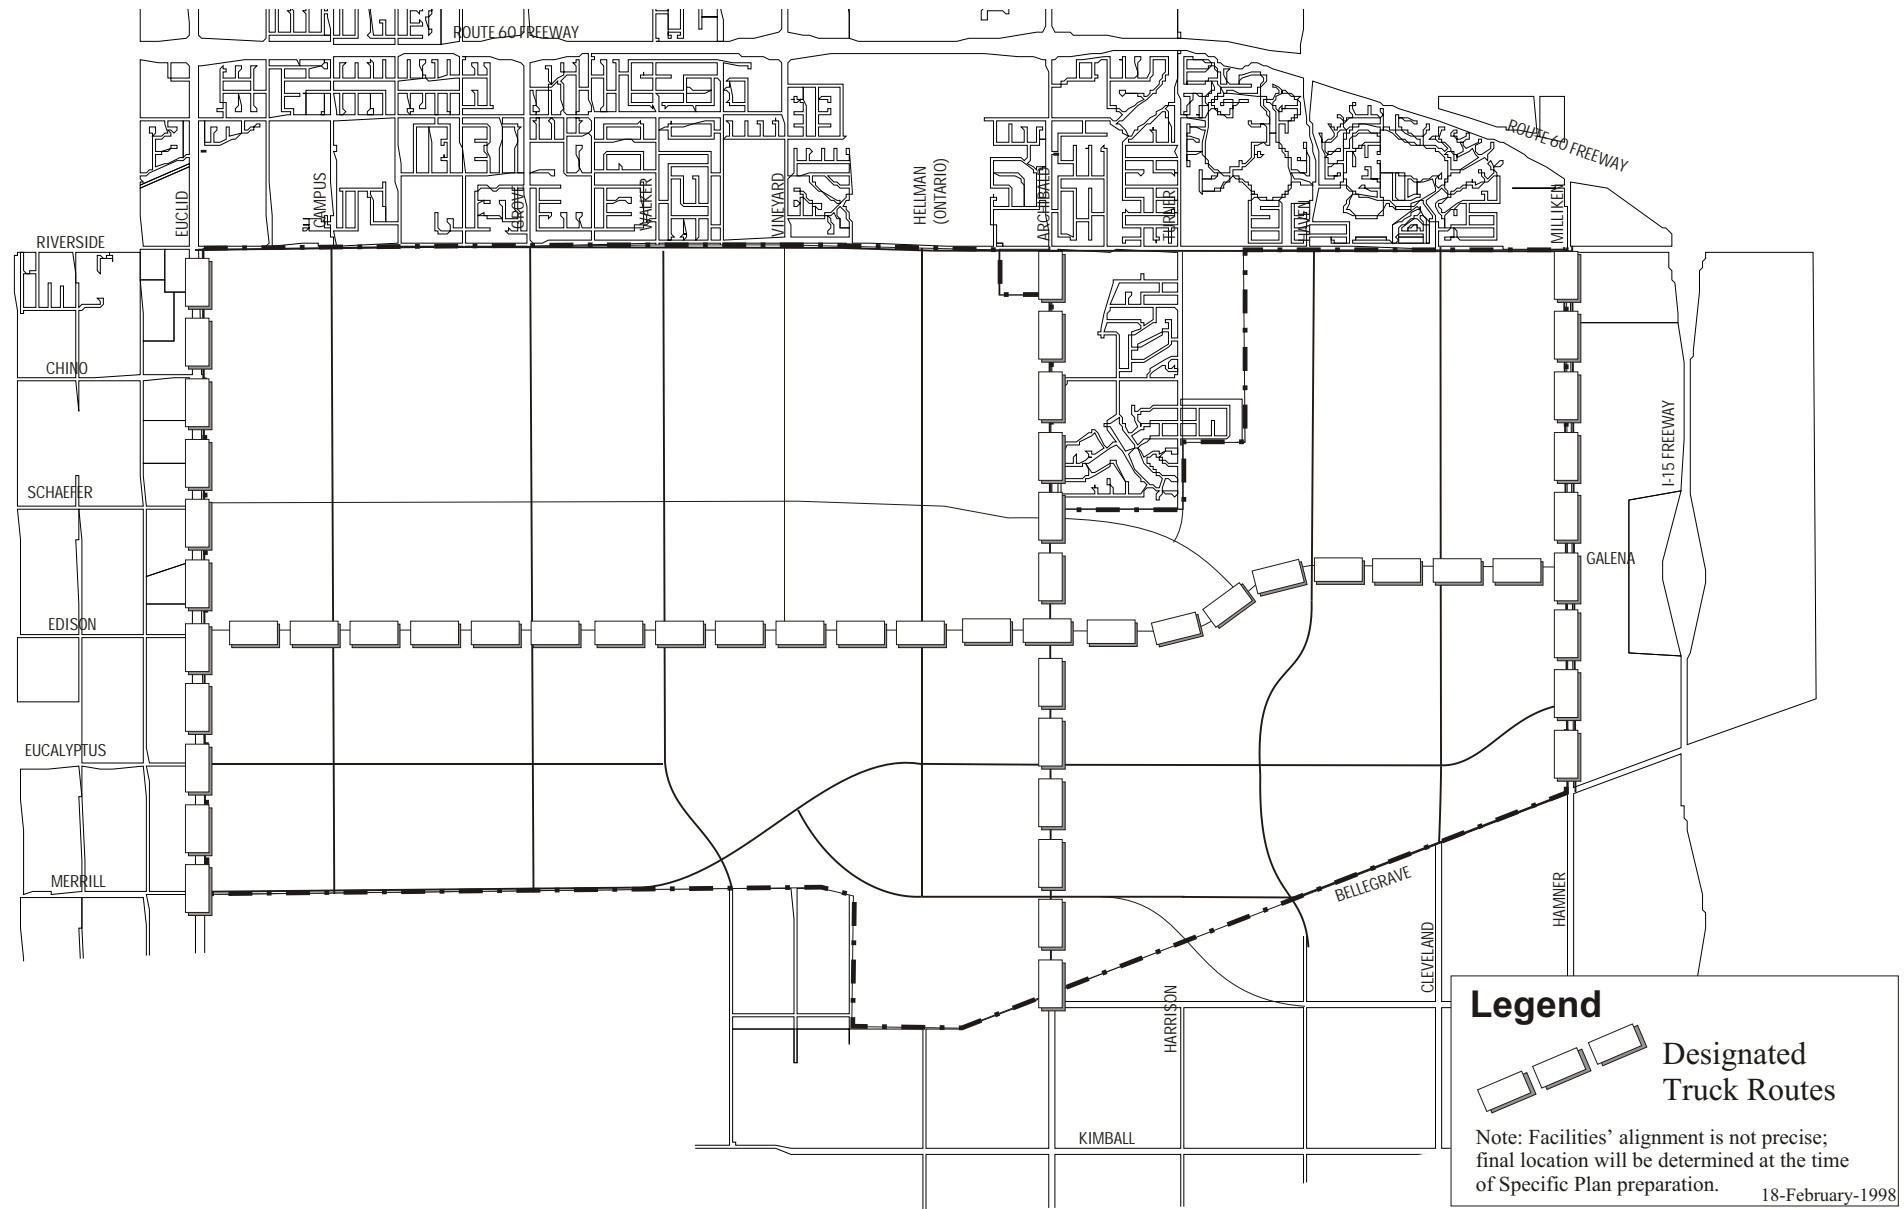 ROUTE 60 FREEWAY
ROUTE 60 FREEWAY
EUCLID
CAMPUS
GROVE
WALKER
VINEYARD
HELLMAN
(ONTARIO)
ARCHIBALD
TURNER
HAVEN
MILLIKEN
RIVERSIDE
CHINO
SCHAEFER
I-15 FREEWAY
GALENA
EDISON
EUCALYPTUS
MERRILL
BELLEGRAVE
HAMNER
CLEVELAND
HARRISON
KIMBALL
Legend
Designated
Truck Routes
Note: Facilities’ alignment is not precise;
final location will be determined at the time
of Specific Plan preparation.
18-February-1998